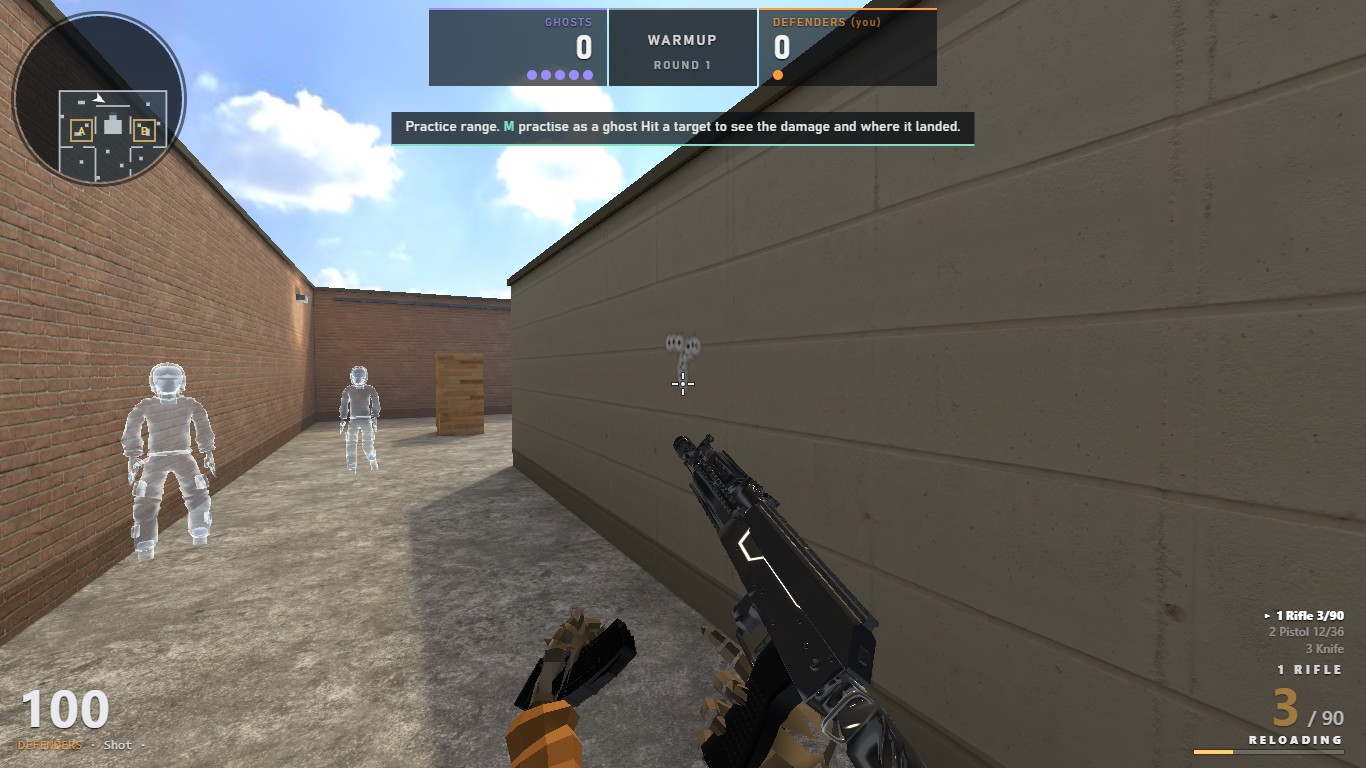 GHOSTS
0
WARMUP
ROUND 1
DEFENDERS (you)
0
Practice range. M practise as a ghost Hit a target to see the damage and where it landed.
A
B
▸ 1 Rifle 3/90
2 Pistol 12/36
3 Knife
1 RIFLE
3 / 90
RELOADING
100
DEFENDERS · Shot ·